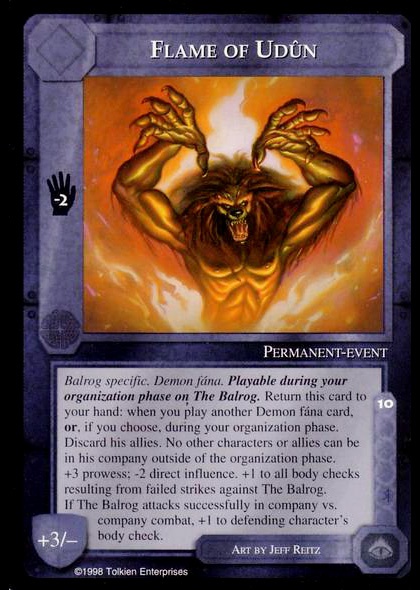 FLAME OF UDÛN
-2
PERMANENT-EVENT
Balrog specific. Demon fána. Playable during your
organization phase on The Balrog. Return this card to
your hand: when you play another Demon fána card,
or, if you choose, during your organization phase.
Discard his allies. No other characters or allies can be
in his company outside of the organization phase.
+3 prowess; -2 direct influence. +1 to all body checks
resulting from failed strikes against The Balrog.
If The Balrog attacks successfully in company vs.
company combat, +1 to defending character's
body check.
10
+3/–
ART BY JEFF REITZ
©1998 Tolkien Enterprises